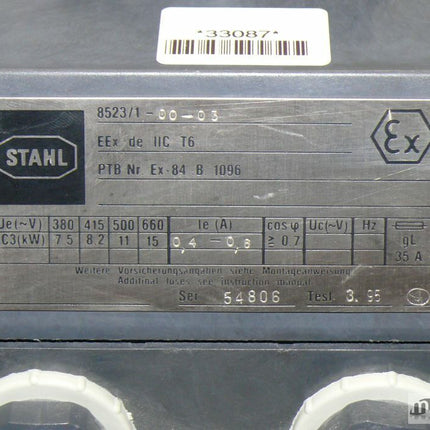 *33087*
8523/1-00-03
EEx de IIC T6
PTB Nr Ex-84 B 1096
STAHL
Ex
Ue(~V) 380 415 500 660 Ie (A) cos φ Uc(~V) Hz
C3(kW) 7.5 8.2 11 15 0,4 - 0,6 ≥ 0.7 gL
35 A
Weitere Vorsicherungsangaben siehe Montageanweisung
Additional fuses see instruction manual
Ser 54806 Test. 3. 95